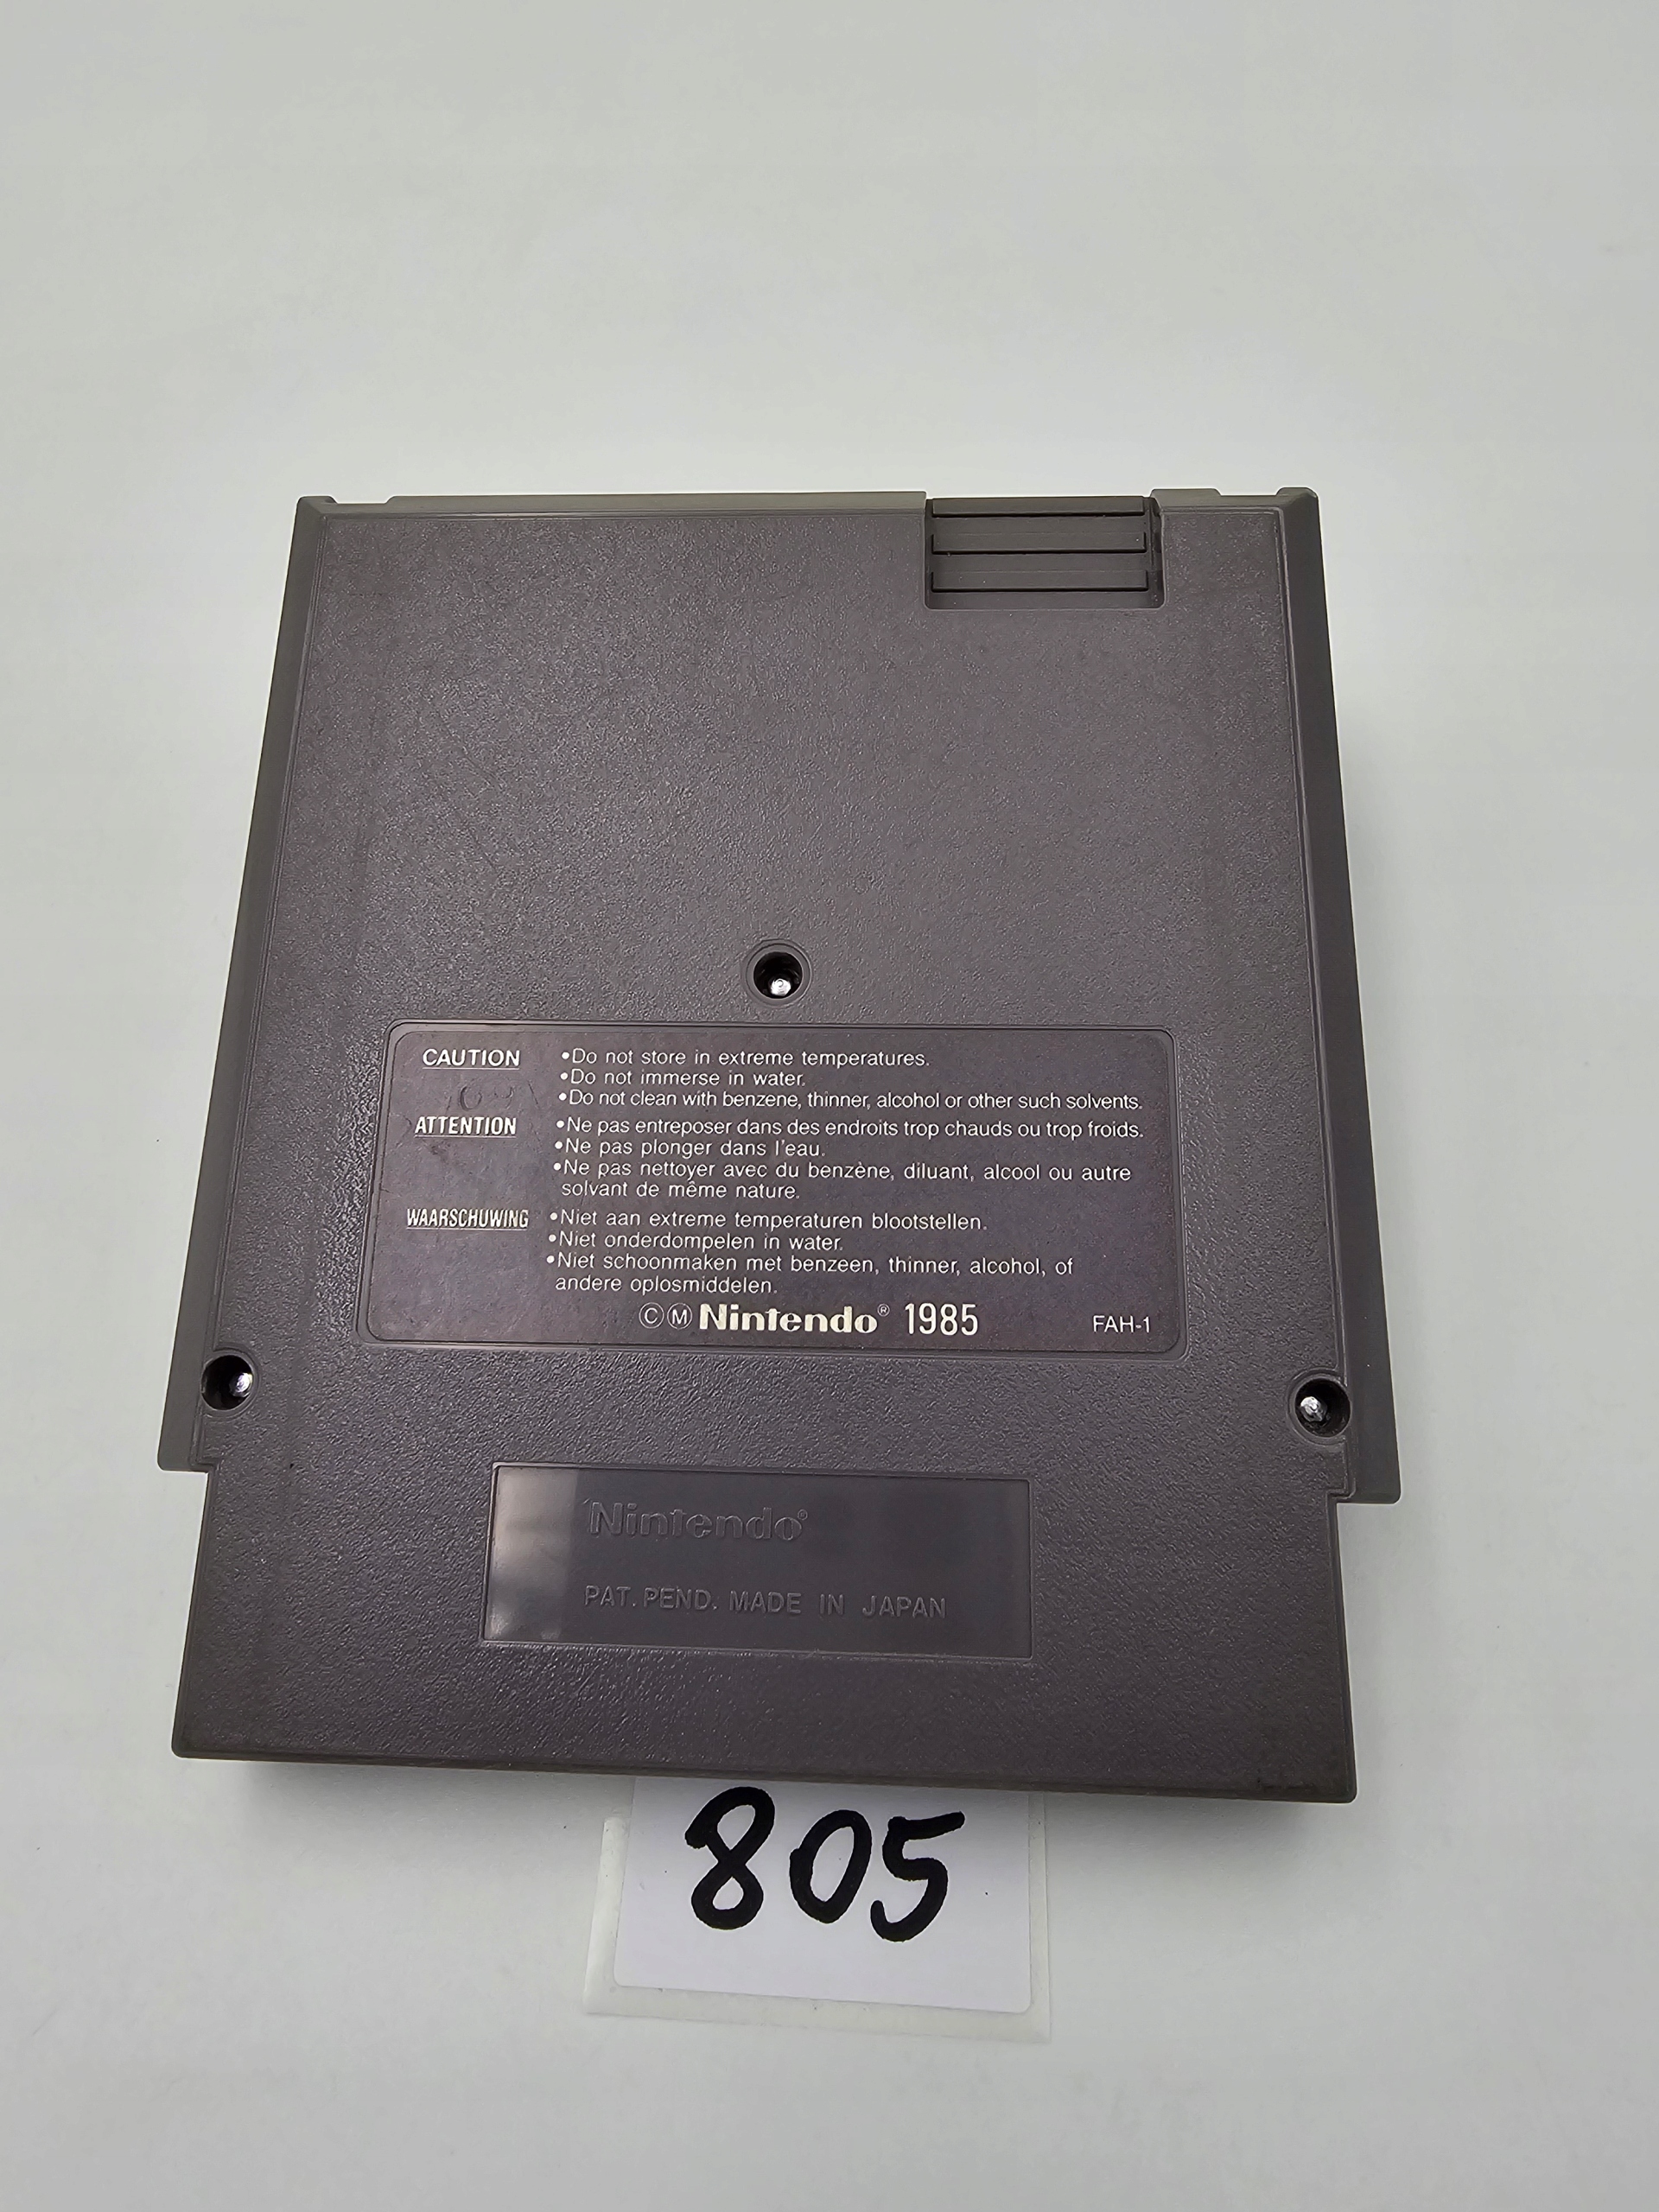 CAUTION •Do not store in extreme temperatures.
•Do not immerse in water.
•Do not clean with benzene, thinner, alcohol or other such solvents.
ATTENTION •Ne pas entreposer dans des endroits trop chauds ou trop froids.
•Ne pas plonger dans l'eau.
•Ne pas nettoyer avec du benzène, diluant, alcool ou autre
solvant de même nature.
WAARSCHUWING •Niet aan extreme temperaturen blootstellen.
•Niet onderdompelen in water.
•Niet schoonmaken met benzeen, thinner, alcohol, of
andere oplosmiddelen.
ⒸⓂ Nintendo® 1985 FAH-1
Nintendo®
PAT. PEND. MADE IN JAPAN
805